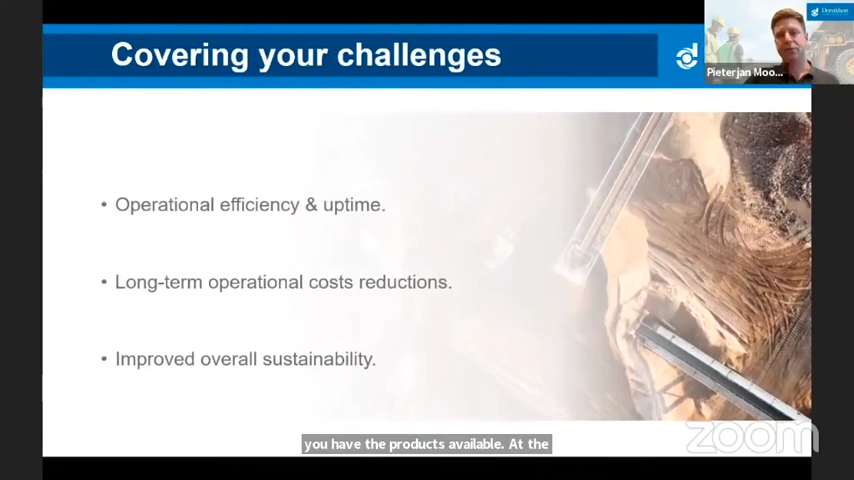 Covering your challenges
Donaldson
Pieterjan Moo...
• Operational efficiency & uptime.
• Long-term operational costs reductions.
• Improved overall sustainability.
you have the products available. At the
zoom